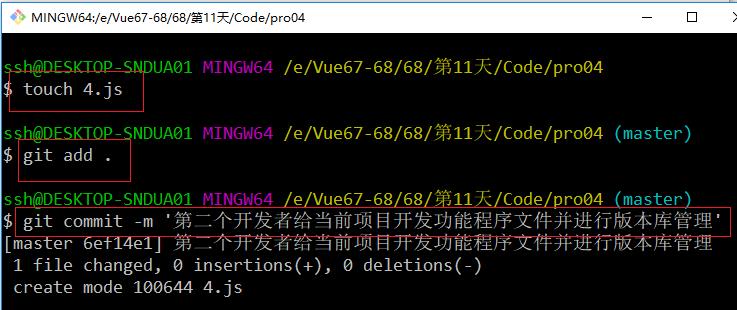 MINGW64:/e/Vue67-68/68/第11天/Code/pro04
ssh@DESKTOP-SNDUA01 MINGW64 /e/Vue67-68/68/第11天/Code/pro04
$ touch 4.js
ssh@DESKTOP-SNDUA01 MINGW64 /e/Vue67-68/68/第11天/Code/pro04 (master)
$ git add .
ssh@DESKTOP-SNDUA01 MINGW64 /e/Vue67-68/68/第11天/Code/pro04 (master)
$ git commit -m '第二个开发者给当前项目开发功能程序文件并进行版本库管理'
[master 6ef14e1] 第二个开发者给当前项目开发功能程序文件并进行版本库管理
1 file changed, 0 insertions(+), 0 deletions(-)
create mode 100644 4.js